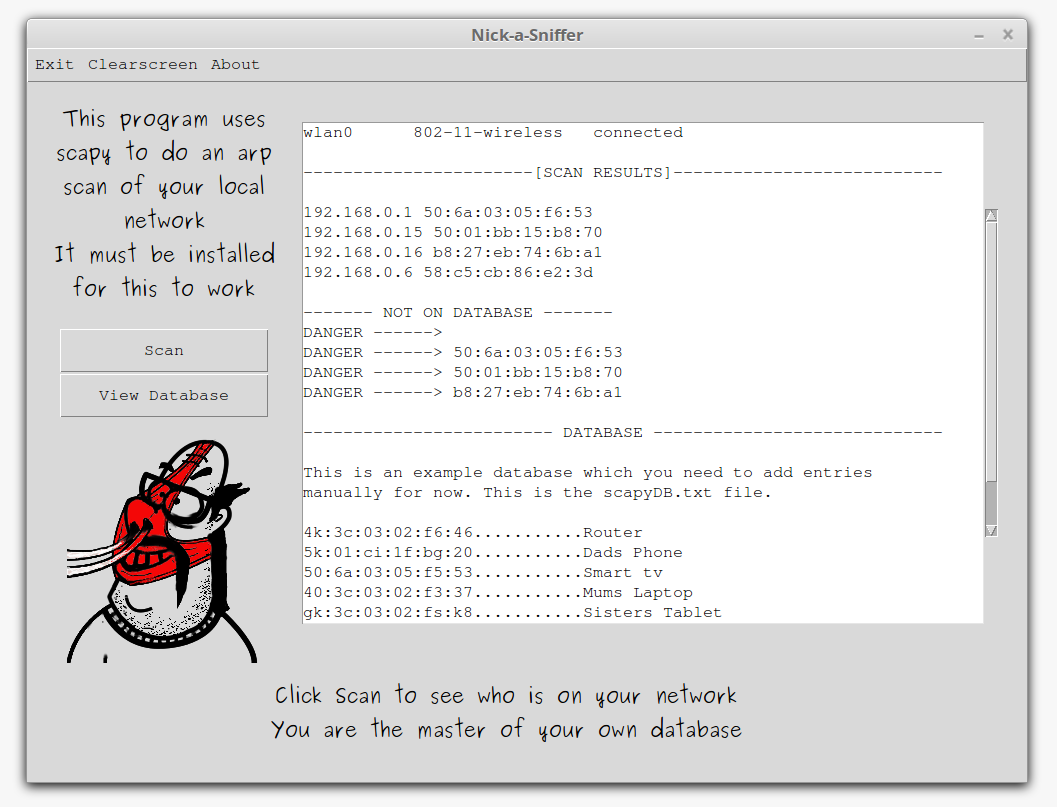 Nick-a-Sniffer
Exit Clearscreen About
This program uses
scapy to do an arp
scan of your local
network
It must be installed
for this to work
Scan
View Database
wlan0      802-11-wireless   connected
-----------------------[SCAN RESULTS]---------------------------
192.168.0.1 50:6a:03:05:f6:53
192.168.0.15 50:01:bb:15:b8:70
192.168.0.16 b8:27:eb:74:6b:a1
192.168.0.6 58:c5:cb:86:e2:3d
------- NOT ON DATABASE -------
DANGER ------>
DANGER ------> 50:6a:03:05:f6:53
DANGER ------> 50:01:bb:15:b8:70
DANGER ------> b8:27:eb:74:6b:a1
------------------------- DATABASE -----------------------------
This is an example database which you need to add entries
manually for now. This is the scapyDB.txt file.
4k:3c:03:02:f6:46...........Router
5k:01:ci:1f:bg:20...........Dads Phone
50:6a:03:05:f5:53...........Smart tv
40:3c:03:02:f3:37...........Mums Laptop
gk:3c:03:02:fs:k8...........Sisters Tablet
Click Scan to see who is on your network
You are the master of your own database